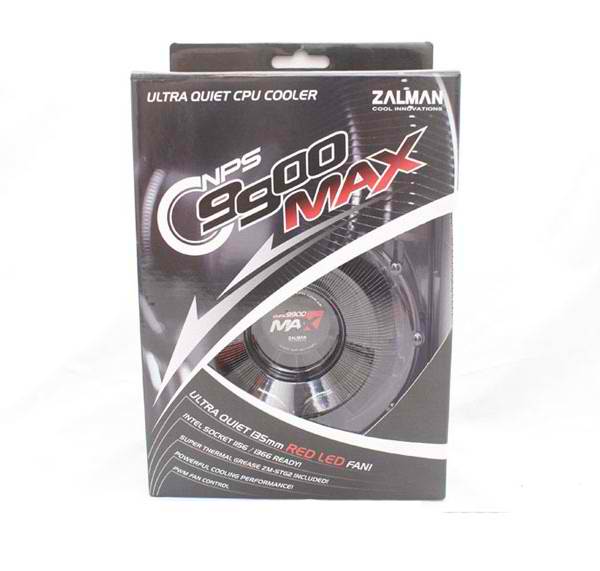 ULTRA QUIET CPU COOLER
ZALMAN
COOL INNOVATIONS
CNPS
9900
MAX
9900
MAX
ZALMAN
ULTRA QUIET 135mm RED LED FAN!
INTEL SOCKET 1156 / 1366 READY!
SUPER THERMAL GREASE ZM-STG2 INCLUDED!
POWERFUL COOLING PERFORMANCE!
PWM FAN CONTROL